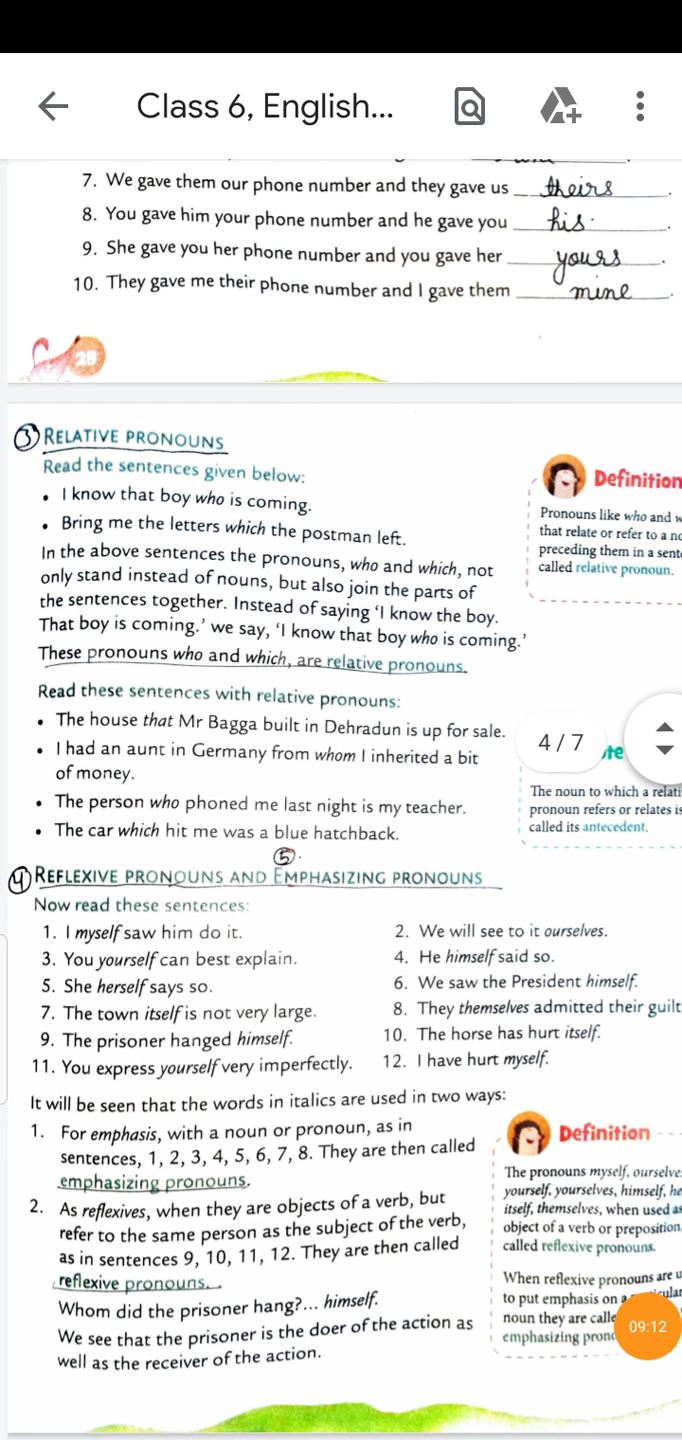 Class 6, English...
7. We gave them our phone number and they gave us theirs.
8. You gave him your phone number and he gave you his.
9. She gave you her phone number and you gave her yours.
10. They gave me their phone number and I gave them mine.
28
③ RELATIVE PRONOUNS
Read the sentences given below:
• I know that boy who is coming.
• Bring me the letters which the postman left.
In the above sentences the pronouns, who and which, not
only stand instead of nouns, but also join the parts of
the sentences together. Instead of saying ‘I know the boy.
That boy is coming.’ we say, ‘I know that boy who is coming.’
These pronouns who and which, are relative pronouns.
Definition
Pronouns like who and w
that relate or refer to a no
preceding them in a sent
called relative pronoun.
Read these sentences with relative pronouns:
• The house that Mr Bagga built in Dehradun is up for sale.
• I had an aunt in Germany from whom I inherited a bit
of money.
• The person who phoned me last night is my teacher.
• The car which hit me was a blue hatchback.
4 / 7
te
The noun to which a relati
pronoun refers or relates is
called its antecedent.
⑤
④ REFLEXIVE PRONOUNS AND EMPHASIZING PRONOUNS
Now read these sentences:
1. I myself saw him do it.
2. We will see to it ourselves.
3. You yourself can best explain.
4. He himself said so.
5. She herself says so.
6. We saw the President himself.
7. The town itself is not very large.
8. They themselves admitted their guilt
9. The prisoner hanged himself.
10. The horse has hurt itself.
11. You express yourself very imperfectly.
12. I have hurt myself.
It will be seen that the words in italics are used in two ways:
1. For emphasis, with a noun or pronoun, as in
sentences, 1, 2, 3, 4, 5, 6, 7, 8. They are then called
emphasizing pronouns.
2. As reflexives, when they are objects of a verb, but
refer to the same person as the subject of the verb,
as in sentences 9, 10, 11, 12. They are then called
reflexive pronouns.
Whom did the prisoner hang?... himself.
We see that the prisoner is the doer of the action as
well as the receiver of the action.
Definition
The pronouns myself, ourselve
yourself, yourselves, himself, he
itself, themselves, when used as
object of a verb or preposition
called reflexive pronouns.
When reflexive pronouns are u
to put emphasis on a
noun they are calle
emphasizing pron
09:12